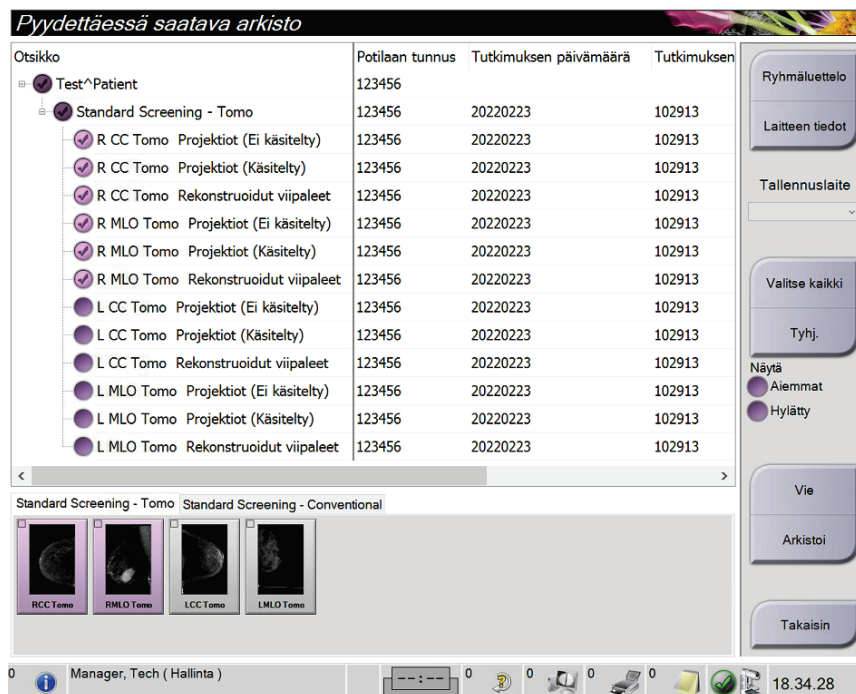 Pyydettäessä saatava arkisto
Otsikko Potilaan tunnus Tutkimuksen päivämäärä Tutkimuksen
Test^Patient 123456
Standard Screening - Tomo 123456 20220223 102913
R CC Tomo Projektiot (Ei käsitelty) 123456 20220223 102913
R CC Tomo Projektiot (Käsitelty) 123456 20220223 102913
R CC Tomo Rekonstruoidut viipaleet 123456 20220223 102913
R MLO Tomo Projektiot (Ei käsitelty) 123456 20220223 102913
R MLO Tomo Projektiot (Käsitelty) 123456 20220223 102913
R MLO Tomo Rekonstruoidut viipaleet 123456 20220223 102913
L CC Tomo Projektiot (Ei käsitelty) 123456 20220223 102913
L CC Tomo Projektiot (Käsitelty) 123456 20220223 102913
L CC Tomo Rekonstruoidut viipaleet 123456 20220223 102913
L MLO Tomo Projektiot (Ei käsitelty) 123456 20220223 102913
L MLO Tomo Projektiot (Käsitelty) 123456 20220223 102913
L MLO Tomo Rekonstruoidut viipaleet 123456 20220223 102913
Ryhmäluettelo
Laitteen tiedot
Tallennuslaite
Valitse kaikki
Tyhj.
Näytä
Aiemmat
Hylätty
Vie
Arkistoi
Takaisin
Standard Screening - Tomo Standard Screening - Conventional
RCC Tomo RMLO Tomo LCC Tomo LMLO Tomo
0 Manager, Tech ( Hallinta ) --:-- 0 0 0 0 18.34.28